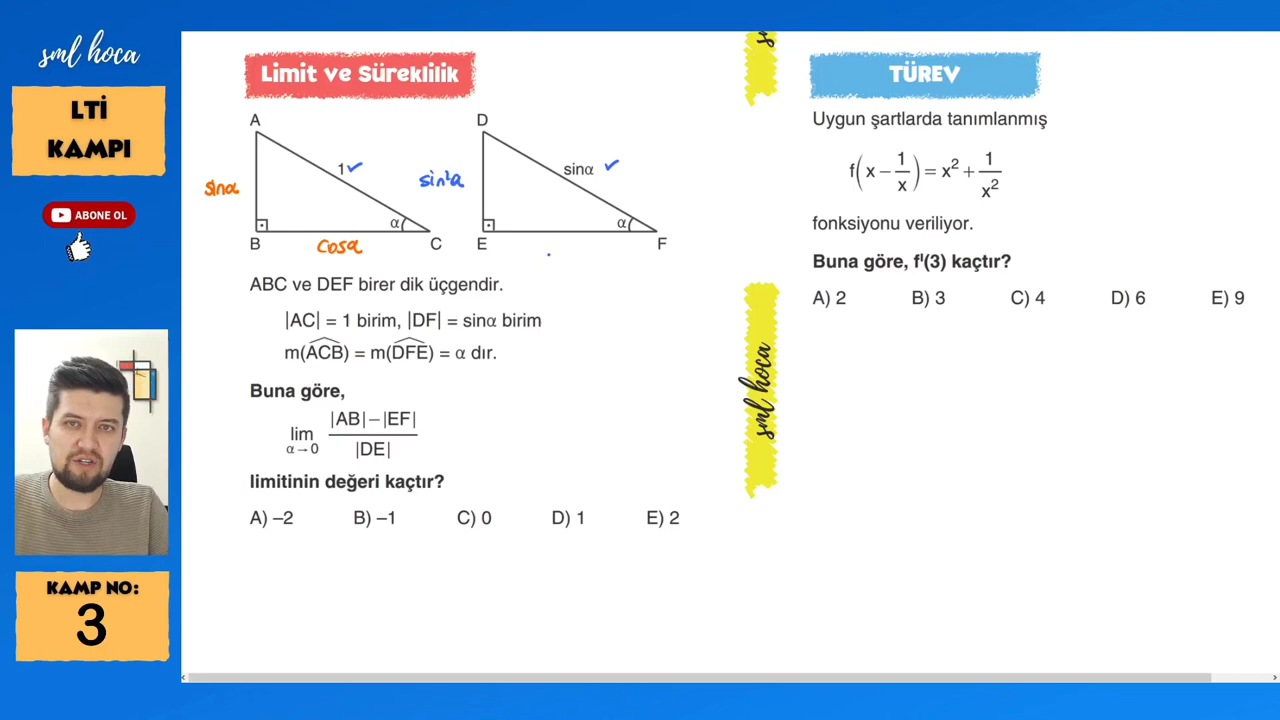 sml hoca
LTİ
KAMPI
ABONE OL
KAMP NO:
3
Limit ve Süreklilik
A
1
sinα
α
B
cosα
C
D
sinα
sin²α
α
E
F
ABC ve DEF birer dik üçgendir.
|AC| = 1 birim, |DF| = sinα birim
m(ACB) = m(DFE) = α dır.
Buna göre,
lim α→0 |AB| − |EF| / |DE|
limitinin değeri kaçtır?
A) –2 B) –1 C) 0 D) 1 E) 2
sml hoca
TÜREV
Uygun şartlarda tanımlanmış
f(x − 1/x) = x² + 1/x²
fonksiyonu veriliyor.
Buna göre, fᴵ(3) kaçtır?
A) 2 B) 3 C) 4 D) 6 E) 9